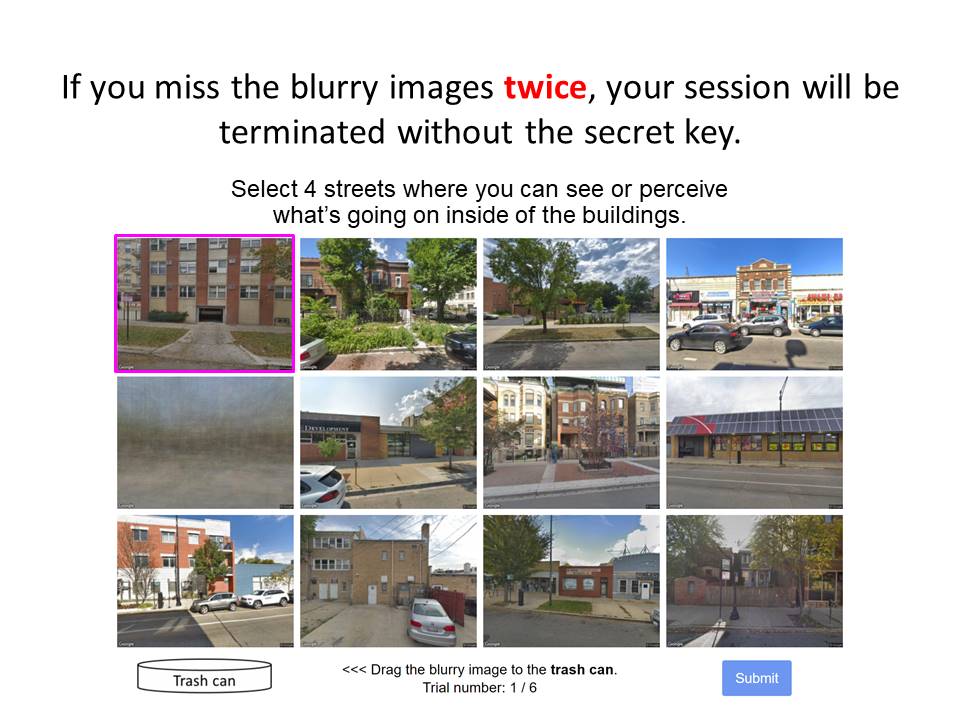 If you miss the blurry images twice, your session will be
terminated without the secret key.
Select 4 streets where you can see or perceive
what’s going on inside of the buildings.
DEVELOPMENT
Trash can
<<< Drag the blurry image to the trash can.
Trial number: 1 / 6
Submit